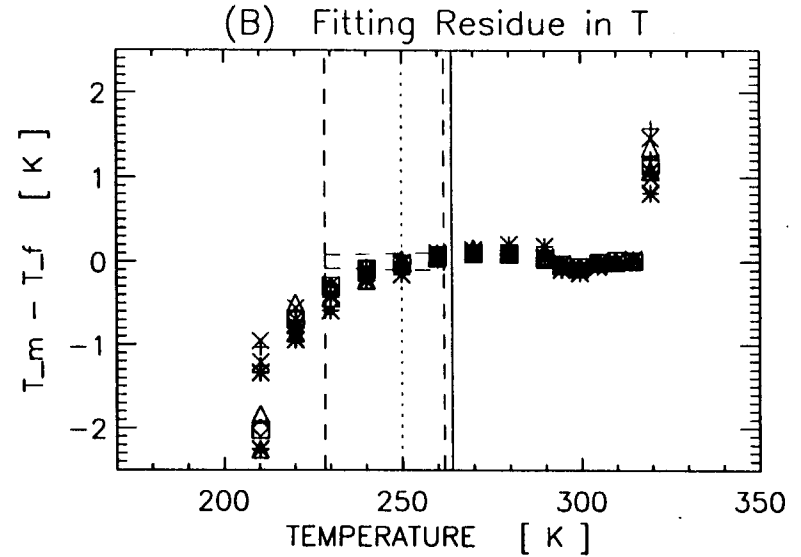 (B) Fitting Residue in T
T_m − T_f [ K ]
2
1
0
−1
−2
200 250 300 350
TEMPERATURE [ K ]